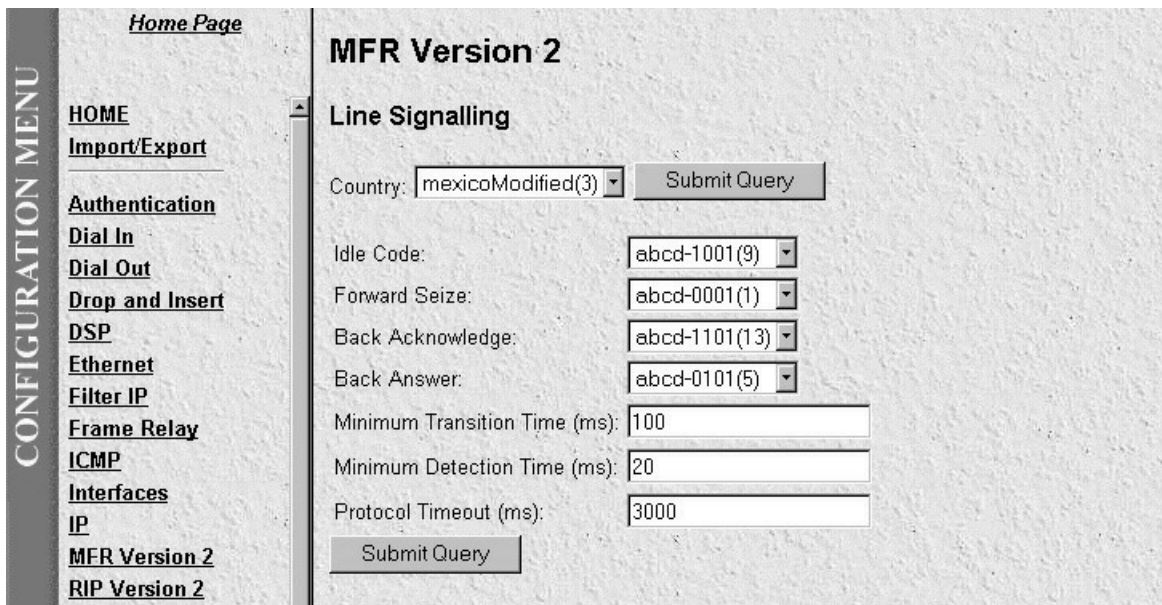 CONFIGURATION MENU
Home Page
HOME
Import/Export
Authentication
Dial In
Dial Out
Drop and Insert
DSP
Ethernet
Filter IP
Frame Relay
ICMP
Interfaces
IP
MFR Version 2
RIP Version 2
MFR Version 2
Line Signalling
Country: mexicoModified(3) Submit Query
Idle Code: abcd-1001(9)
Forward Seize: abcd-0001(1)
Back Acknowledge: abcd-1101(13)
Back Answer: abcd-0101(5)
Minimum Transition Time (ms): 100
Minimum Detection Time (ms): 20
Protocol Timeout (ms): 3000
Submit Query